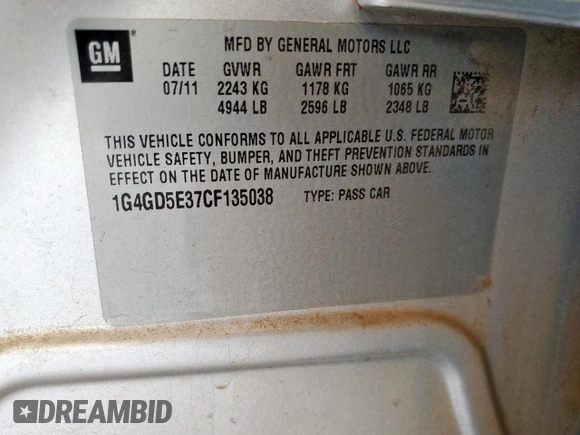 GM
MFD BY GENERAL MOTORS LLC
DATE GVWR GAWR FRT GAWR RR
07/11 2243 KG 1178 KG 1065 KG
4944 LB 2596 LB 2348 LB
THIS VEHICLE CONFORMS TO ALL APPLICABLE U.S. FEDERAL MOTOR
VEHICLE SAFETY, BUMPER, AND THEFT PREVENTION STANDARDS IN
EFFECT ON THE DATE OF MANUFACTURE SHOWN ABOVE.
1G4GD5E37CF135038 TYPE: PASS CAR
DREAMBID